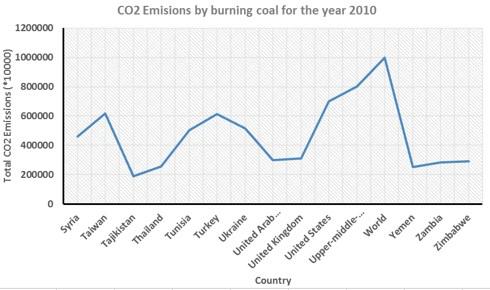 CO2 Emisions by burning coal for the year 2010
1200000
1000000
800000
600000
400000
200000
0
Total CO2 Emissions (*10000)
Syria
Taiwan
Tajikistan
Thailand
Tunisia
Turkey
Ukraine
United Arab...
United Kingdom
United States
Upper-middle-...
World
Yemen
Zambia
Zimbabwe
Country